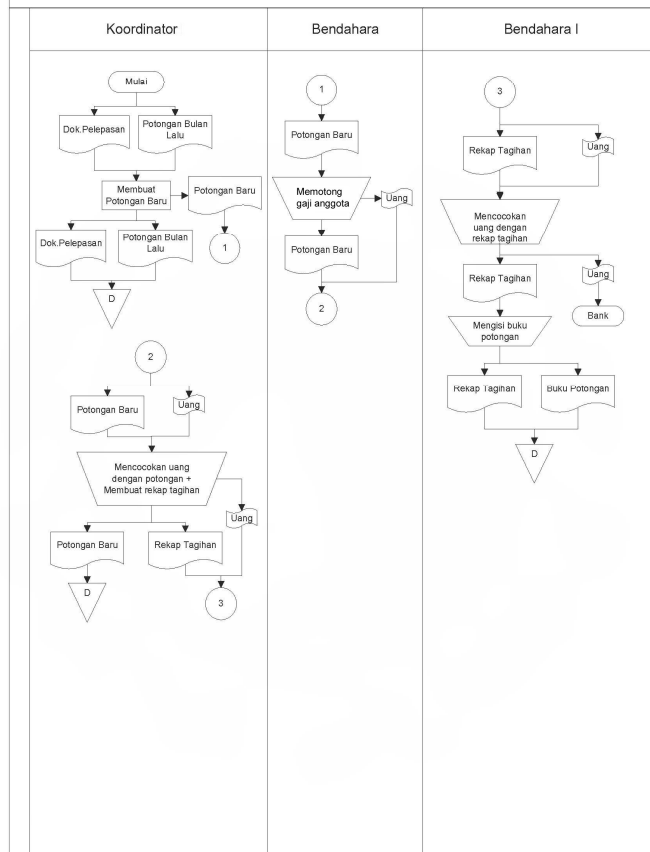 Koordinator
Bendahara
Bendahara I
Mulai
Dok.Pelepasan
Potongan Bulan
Lalu
Membuat
Potongan Baru
Potongan Baru
1
Dok.Pelepasan
Potongan Bulan
Lalu
D
2
Potongan Baru
Uang
Mencocokan uang
dengan potongan +
Membuat rekap tagihan
Uang
Potongan Baru
Rekap Tagihan
D
3
1
Potongan Baru
Memotong
gaji anggota
Uang
Potongan Baru
2
3
Rekap Tagihan
Uang
Mencocokan
uang dengan
rekap tagihan
Rekap Tagihan
Uang
Bank
Mengisi buku
potongan
Rekap Tagihan
Buku Potongan
D